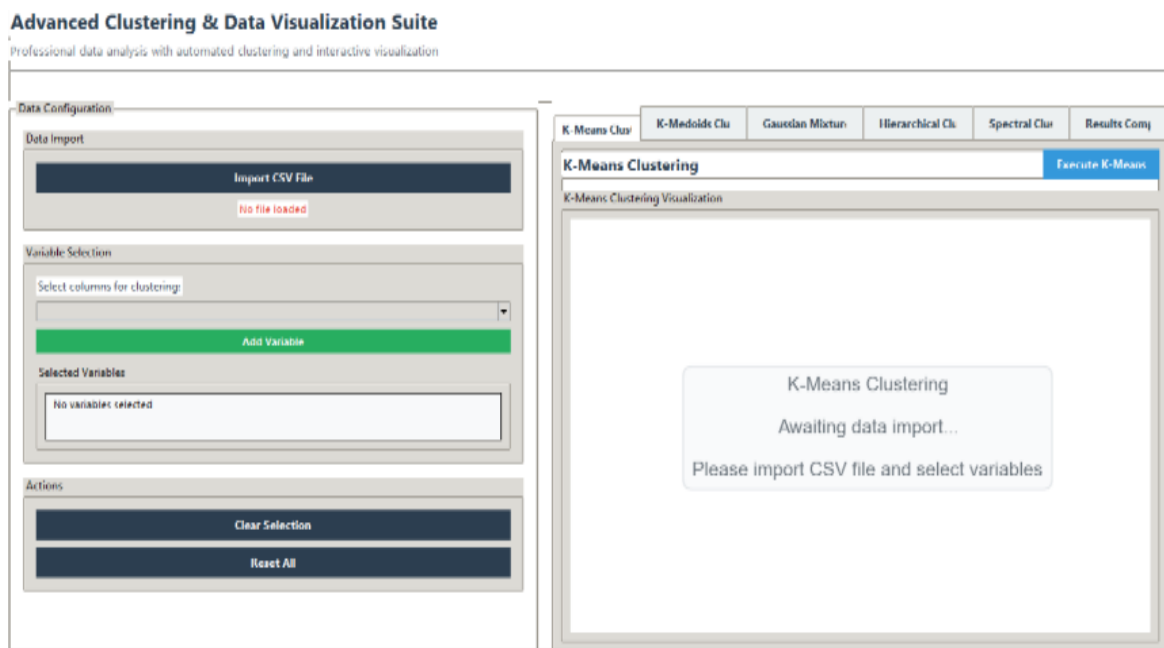 Advanced Clustering & Data Visualization Suite
Professional data analysis with automated clustering and interactive visualization
Data Configuration
Data Import
Import CSV File
No file loaded
Variable Selection
Select columns for clustering:
Add Variable
Selected Variables
No variables selected
Actions
Clear Selection
Reset All
K-Means Clus
K-Medoids Clu
Gaussian Mixture
Hierarchical Clu
Spectral Clus
Results Comp
K-Means Clustering
Execute K-Means
K-Means Clustering Visualization
K-Means Clustering
Awaiting data import...
Please import CSV file and select variables